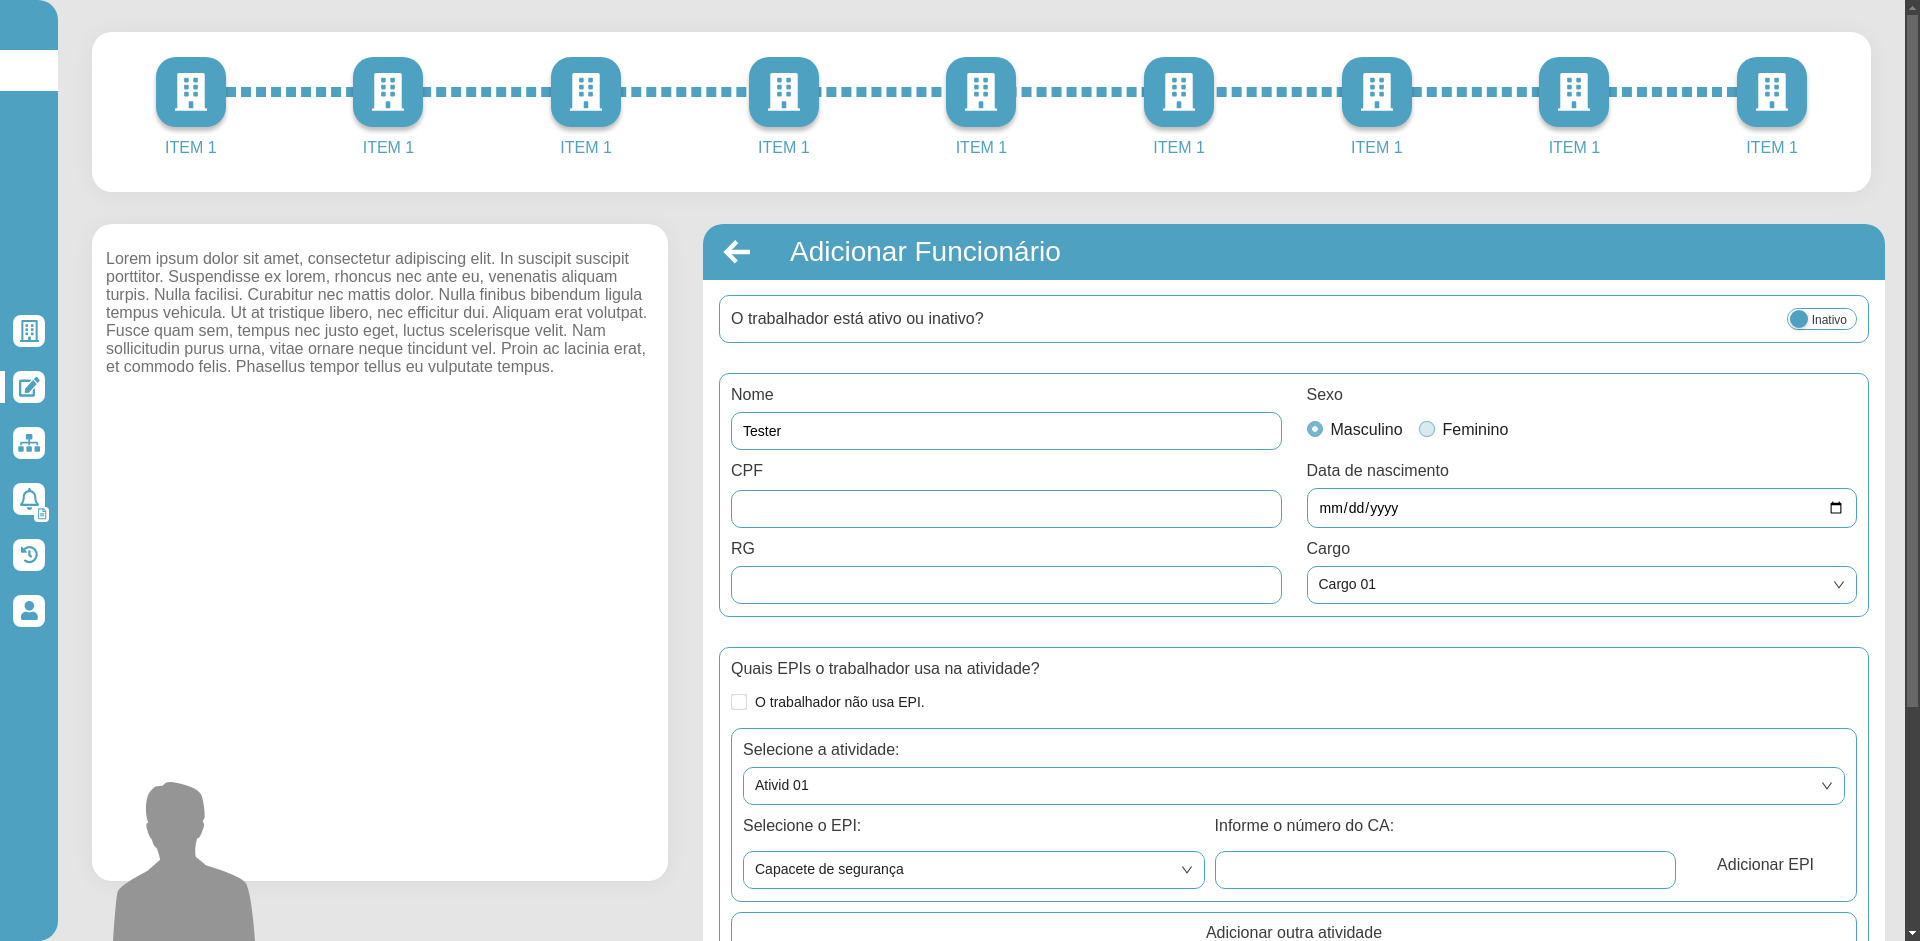 ITEM 1 ITEM 1 ITEM 1 ITEM 1 ITEM 1 ITEM 1 ITEM 1 ITEM 1 ITEM 1
Lorem ipsum dolor sit amet, consectetur adipiscing elit. In suscipit suscipit
porttitor. Suspendisse ex lorem, rhoncus nec ante eu, venenatis aliquam
turpis. Nulla facilisi. Curabitur nec mattis dolor. Nulla finibus bibendum ligula
tempus vehicula. Ut at tristique libero, nec efficitur dui. Aliquam erat volutpat.
Fusce quam sem, tempus nec justo eget, luctus scelerisque velit. Nam
sollicitudin purus urna, vitae ornare neque tincidunt vel. Proin ac lacinia erat,
et commodo felis. Phasellus tempor tellus eu vulputate tempus.
Adicionar Funcionário
O trabalhador está ativo ou inativo? Inativo
Nome Sexo
Tester Masculino Feminino
CPF Data de nascimento
mm/dd/yyyy
RG Cargo
Cargo 01
Quais EPIs o trabalhador usa na atividade?
O trabalhador não usa EPI.
Selecione a atividade:
Ativid 01
Selecione o EPI: Informe o número do CA:
Capacete de segurança Adicionar EPI
Adicionar outra atividade